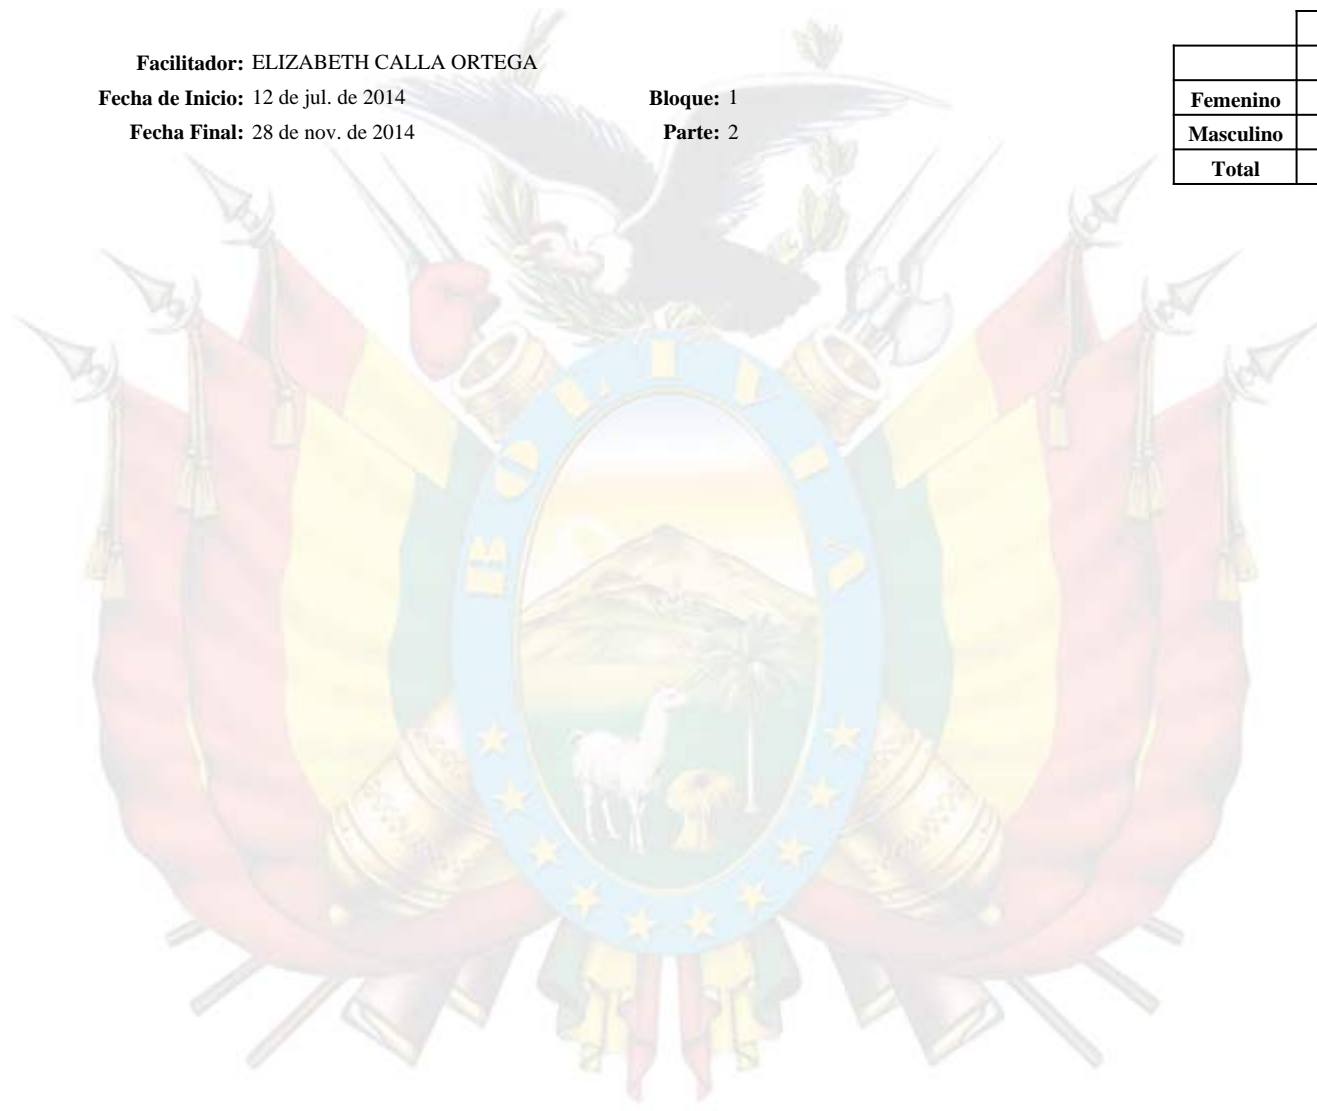 Facilitador: ELIZABETH CALLA ORTEGA
Fecha de Inicio: 12 de jul. de 2014 Bloque: 1
Fecha Final: 28 de nov. de 2014 Parte: 2
Femenino
Masculino
Total
BOLIVIA